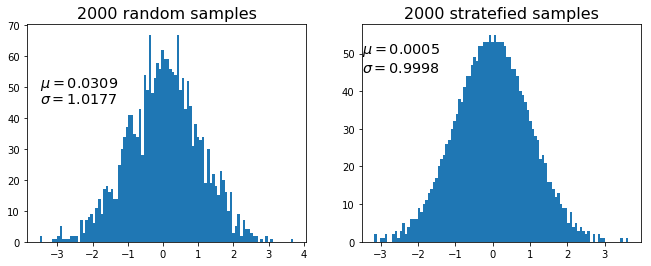 2000 random samples
μ = 0.0309
σ = 1.0177
70
60
50
40
30
20
10
0
−3 −2 −1 0 1 2 3 4
2000 stratefied samples
μ = 0.0005
σ = 0.9998
50
40
30
20
10
0
−3 −2 −1 0 1 2 3